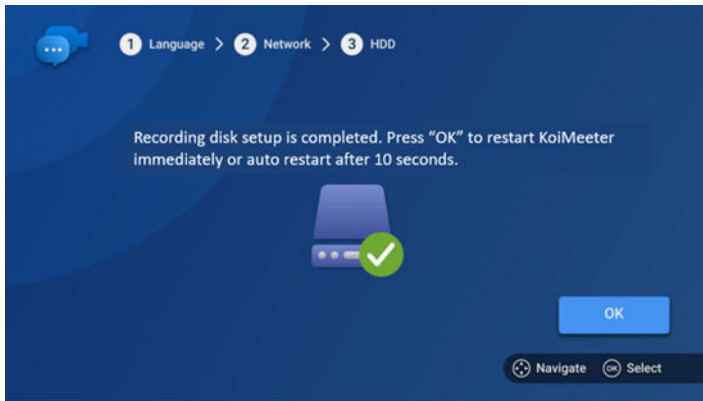 1 Language > 2 Network > 3 HDD
Recording disk setup is completed. Press “OK” to restart KoiMeeter
immediately or auto restart after 10 seconds.
OK
Navigate OK Select